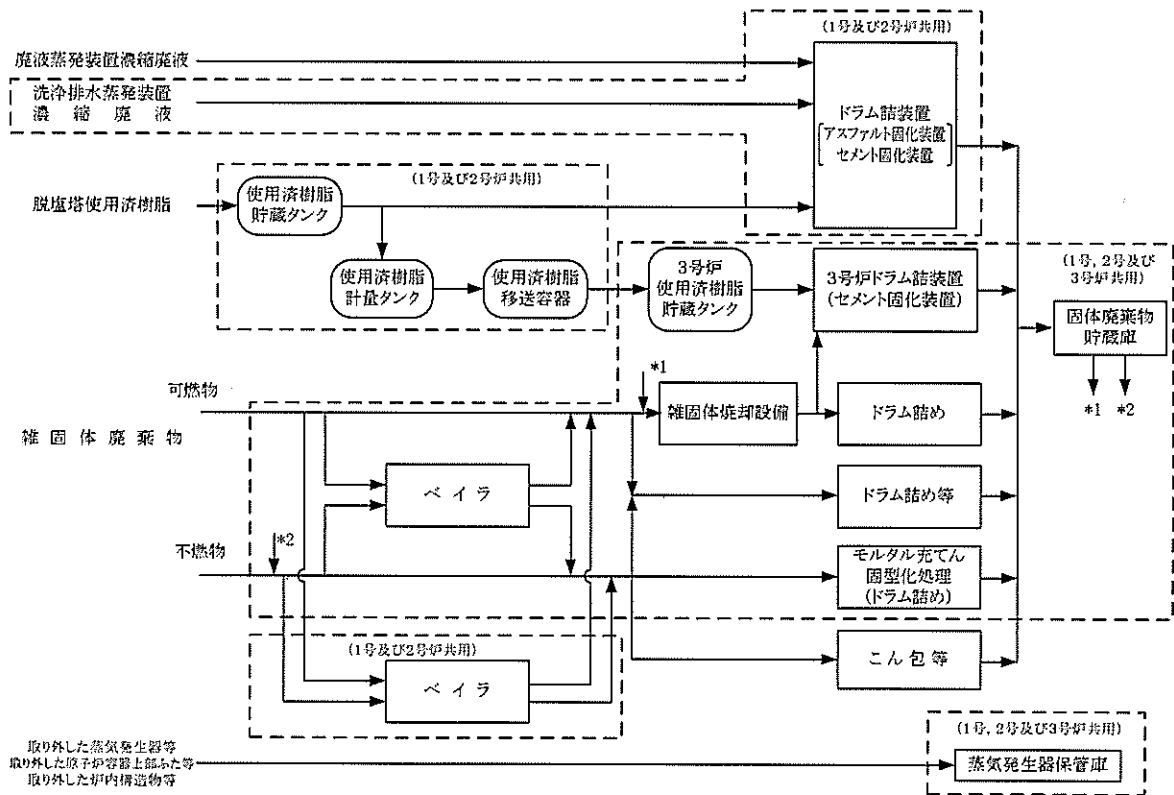 (1号及び2号炉共用)
廃液蒸発装置濃縮廃液
洗浄排水蒸発装置
濃縮廃液
ドラム詰装置
アスファルト固化装置
セメント固化装置
(1号及び2号炉共用)
脱塩塔使用済樹脂
使用済樹脂
貯蔵タンク
使用済樹脂
計量タンク
使用済樹脂
移送容器
3号炉
使用済樹脂
貯蔵タンク
3号炉ドラム詰装置
(セメント固化装置)
(1号, 2号及び
3号炉共用)
固体廃棄物
貯蔵庫
*1
*2
可燃物
*1
雑固体焼却設備
ドラム詰め
雑固体廃棄物
ベイラ
ドラム詰め等
不燃物
*2
モルタル充てん
固型化処理
(ドラム詰め)
(1号及び2号炉共用)
ベイラ
こん包等
取り外した蒸気発生器等
取り外した原子炉容器上部ふた等
取り外した炉内構造物等
(1号, 2号及び3号炉共用)
蒸気発生器保管庫